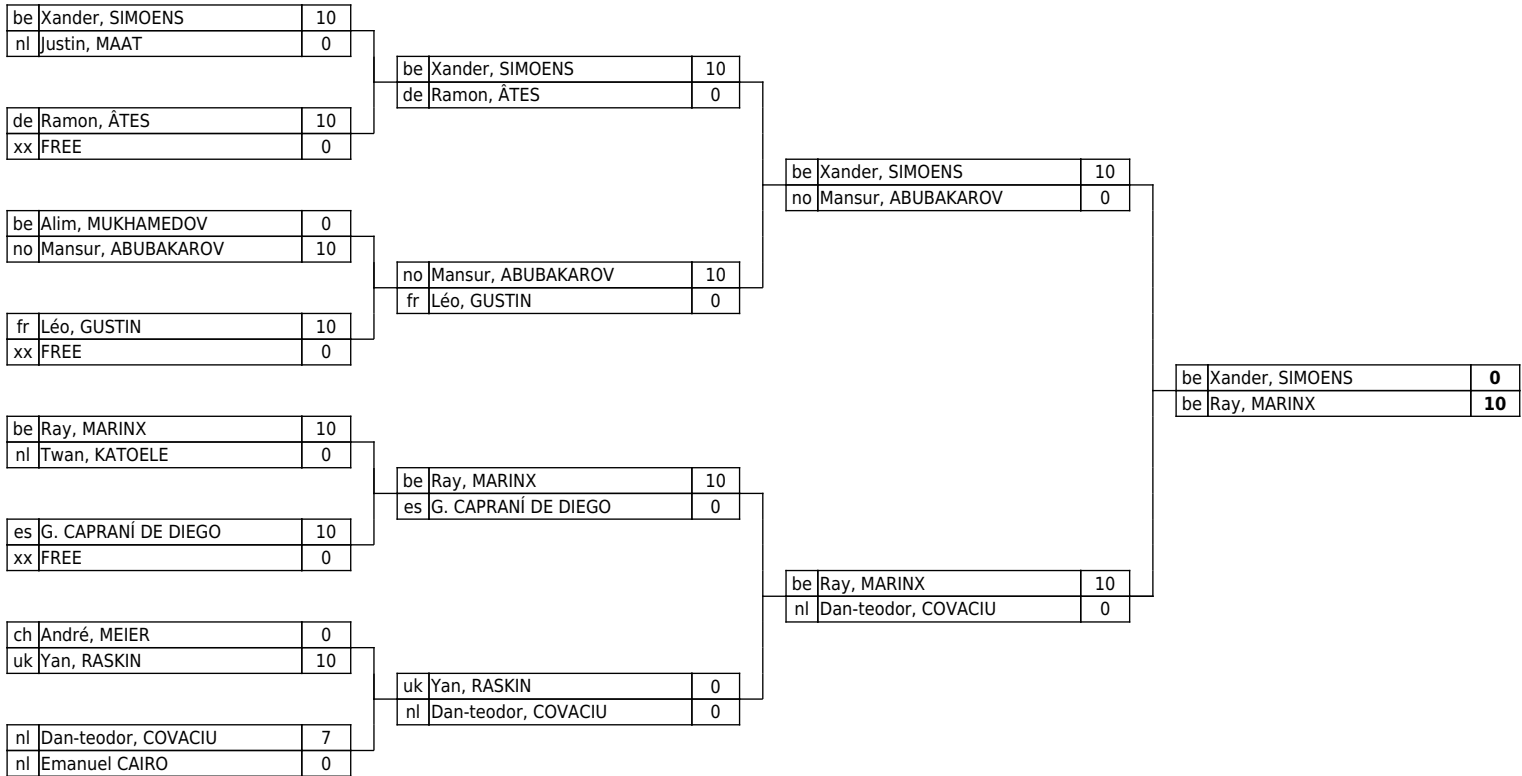 be Xander, SIMOENS 10
nl Justin, MAAT 0
de Ramon, ÂTES 10
xx FREE 0
be Alim, MUKHAMEDOV 0
no Mansur, ABUBAKAROV 10
fr Léo, GUSTIN 10
xx FREE 0
be Ray, MARINX 10
nl Twan, KATOELE 0
es G. CAPRANÍ DE DIEGO 10
xx FREE 0
ch André, MEIER 0
uk Yan, RASKIN 10
nl Dan-teodor, COVACIU 7
nl Emanuel CAIRO 0
be Xander, SIMOENS 10
de Ramon, ÂTES 0
no Mansur, ABUBAKAROV 10
fr Léo, GUSTIN 0
be Ray, MARINX 10
es G. CAPRANÍ DE DIEGO 0
uk Yan, RASKIN 0
nl Dan-teodor, COVACIU 0
be Xander, SIMOENS 10
no Mansur, ABUBAKAROV 0
be Ray, MARINX 10
nl Dan-teodor, COVACIU 0
be Xander, SIMOENS 0
be Ray, MARINX 10